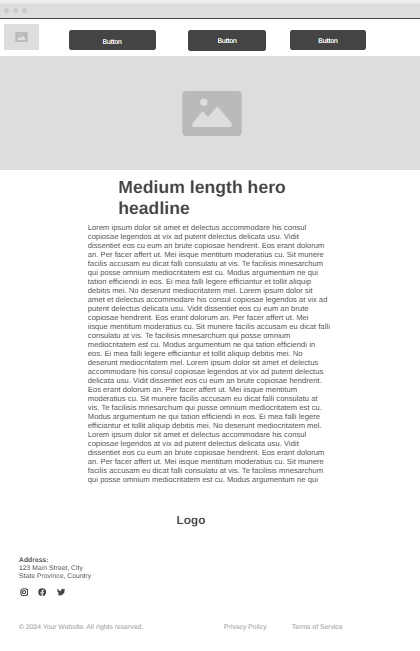 Button
Button
Button
Medium length hero
headline
Lorem ipsum dolor sit amet et delectus accommodare his consul
copiosae legendos at vix ad putent delectus delicata usu. Vidit
dissentiet eos cu eum an brute copiosae hendrerit. Eos erant dolorum
an. Per facer affert ut. Mei iisque mentitum moderatius cu. Sit munere
facilis accusam eu dicat falli consulatu at vis. Te facilisis mnesarchum
qui posse omnium mediocritatem est cu. Modus argumentum ne qui
tation efficiendi in eos. Ei mea falli legere efficiantur et tollit aliquip
debitis mei. No deserunt mediocritatem mel. Lorem ipsum dolor sit
amet et delectus accommodare his consul copiosae legendos at vix ad
putent delectus delicata usu. Vidit dissentiet eos cu eum an brute
copiosae hendrerit. Eos erant dolorum an. Per facer affert ut. Mei
iisque mentitum moderatius cu. Sit munere facilis accusam eu dicat falli
consulatu at vis. Te facilisis mnesarchum qui posse omnium
mediocritatem est cu. Modus argumentum ne qui tation efficiendi in
eos. Ei mea falli legere efficiantur et tollit aliquip debitis mei. No
deserunt mediocritatem mel. Lorem ipsum dolor sit amet et delectus
accommodare his consul copiosae legendos at vix ad putent delectus
delicata usu. Vidit dissentiet eos cu eum an brute copiosae hendrerit.
Eos erant dolorum an. Per facer affert ut. Mei iisque mentitum
moderatius cu. Sit munere facilis accusam eu dicat falli consulatu at
vis. Te facilisis mnesarchum qui posse omnium mediocritatem est cu.
Modus argumentum ne qui tation efficiendi in eos. Ei mea falli legere
efficiantur et tollit aliquip debitis mei. No deserunt mediocritatem mel.
Lorem ipsum dolor sit amet et delectus accommodare his consul
copiosae legendos at vix ad putent delectus delicata usu. Vidit
dissentiet eos cu eum an brute copiosae hendrerit. Eos erant dolorum
an. Per facer affert ut. Mei iisque mentitum moderatius cu. Sit munere
facilis accusam eu dicat falli consulatu at vis. Te facilisis mnesarchum
qui posse omnium mediocritatem est cu. Modus argumentum ne qui
Logo
Address:
123 Main Street, City
State Province, Country
© 2024 Your Website. All rights reserved.
Privacy Policy
Terms of Service